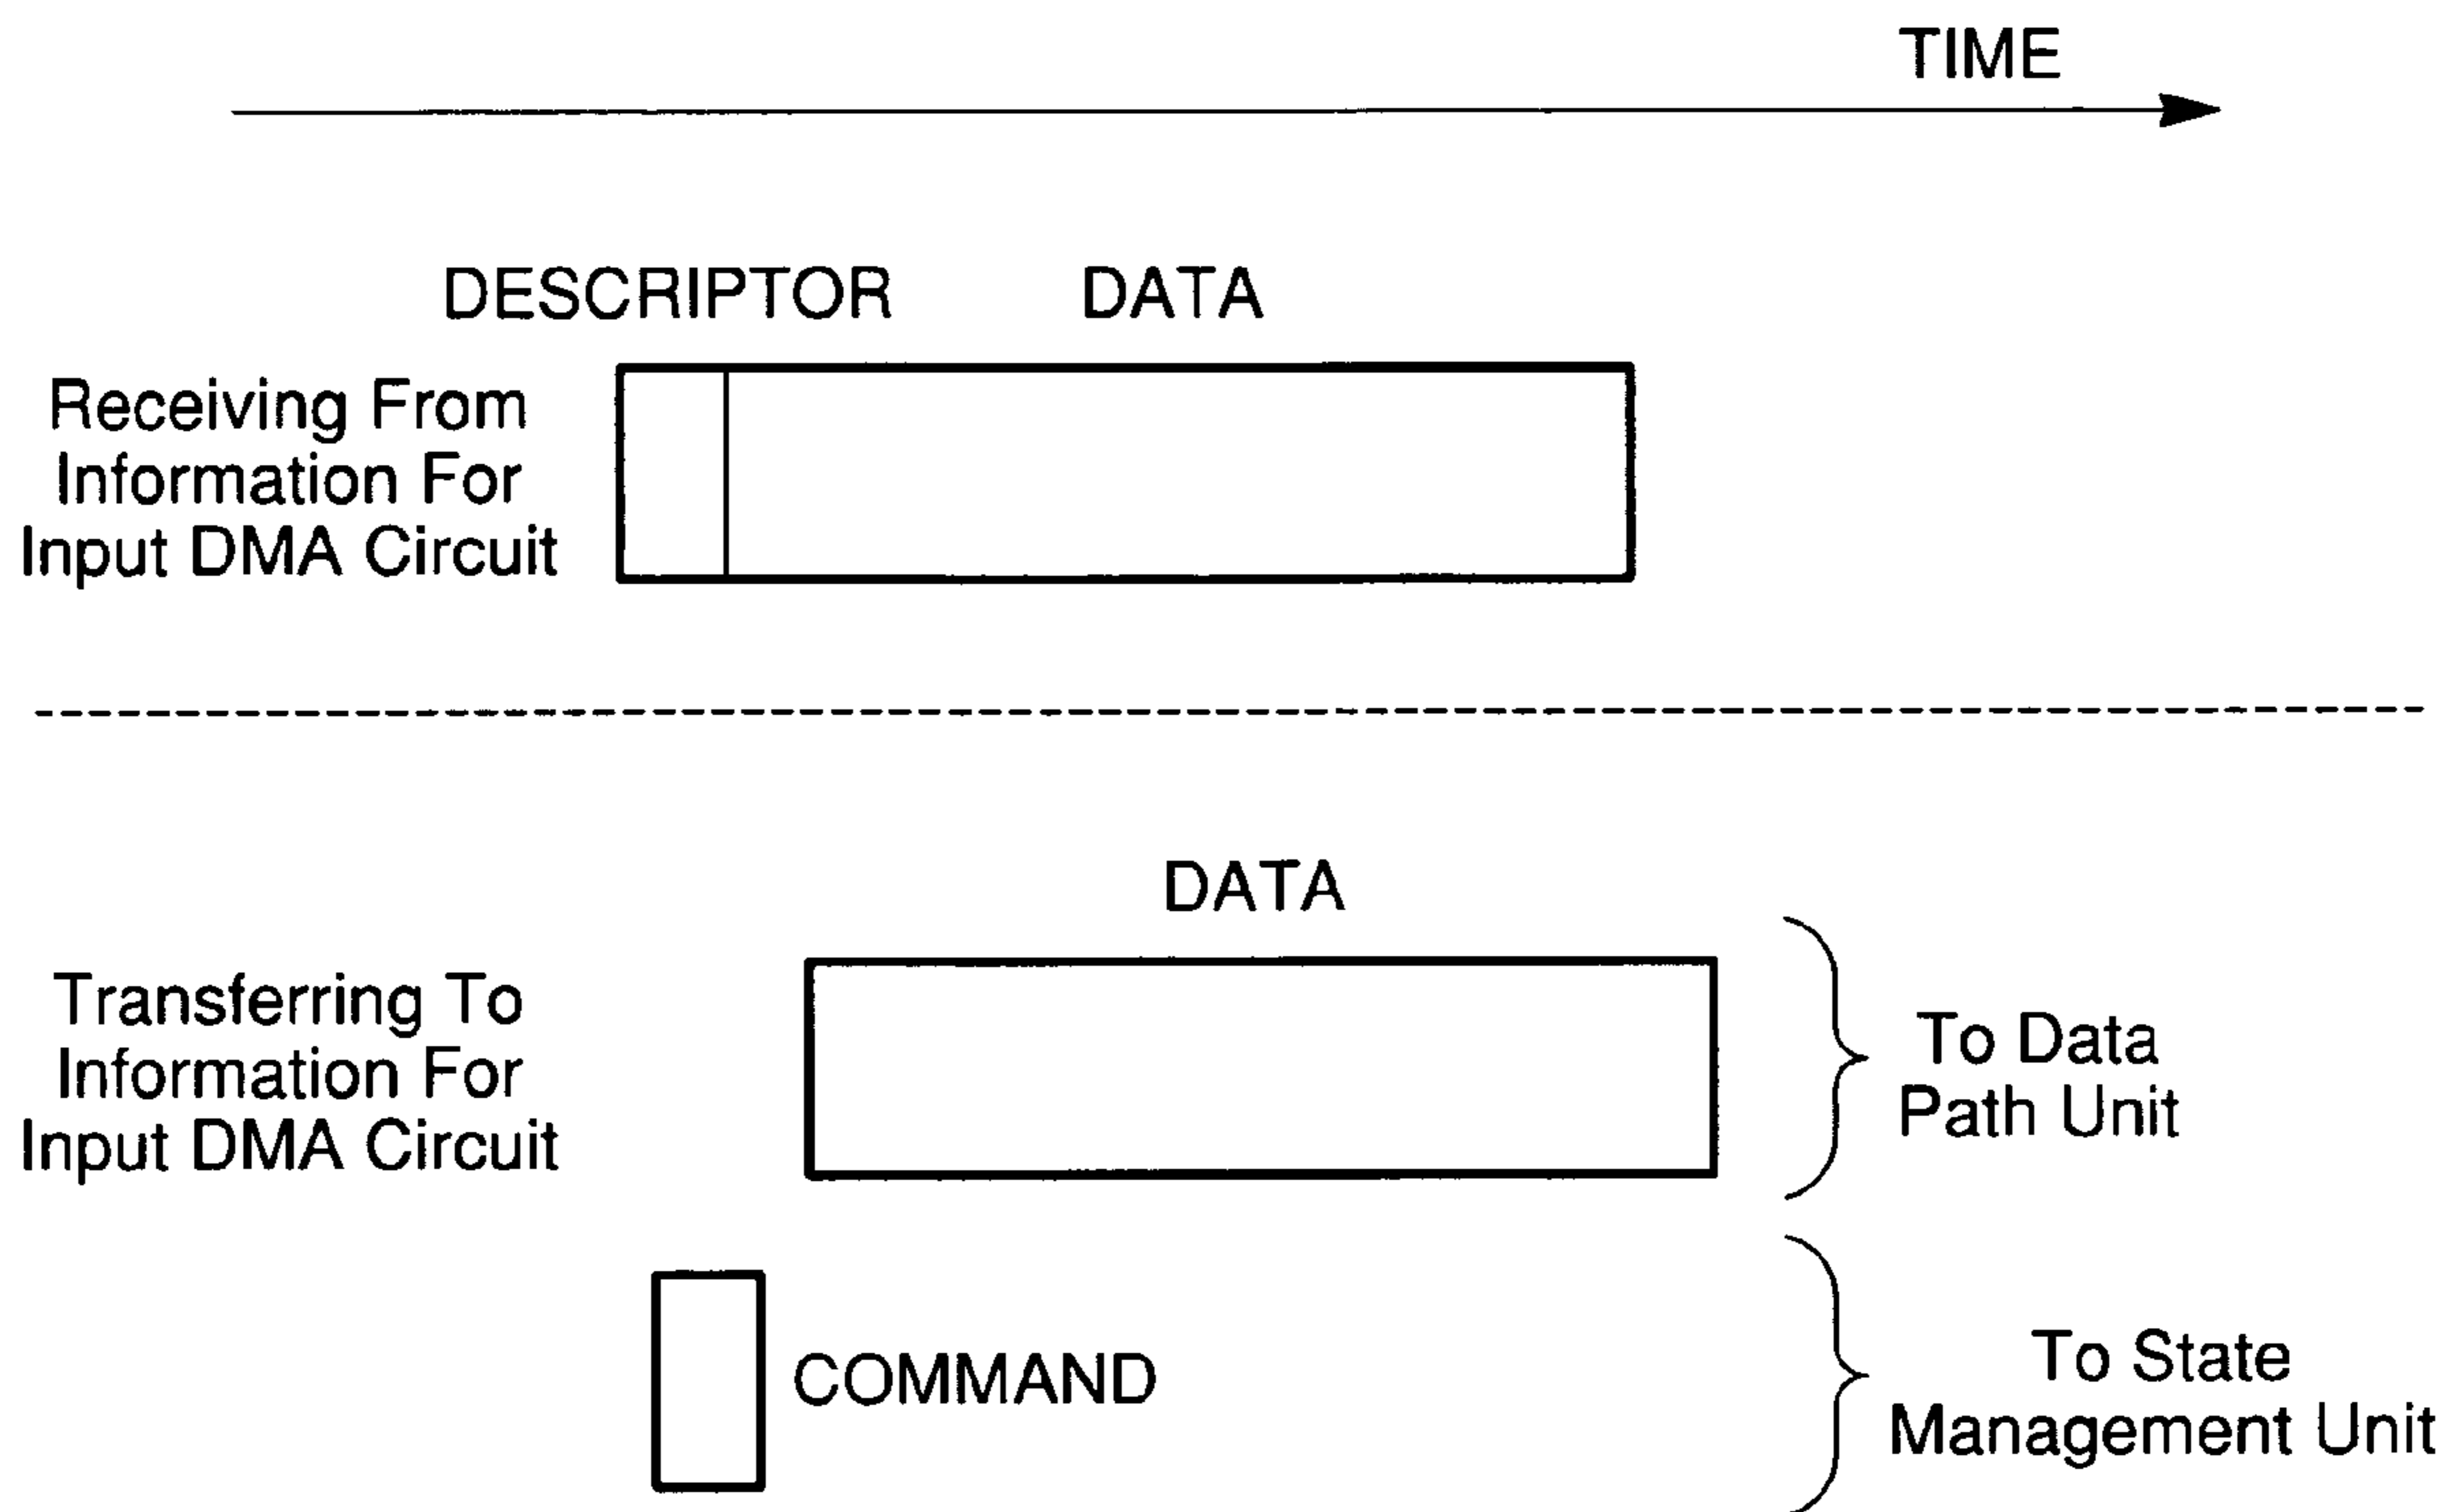 TIME
DESCRIPTOR
DATA
Receiving From
Information For
Input DMA Circuit
DATA
Transferring To
Information For
Input DMA Circuit
To Data
Path Unit
COMMAND
To State
Management Unit